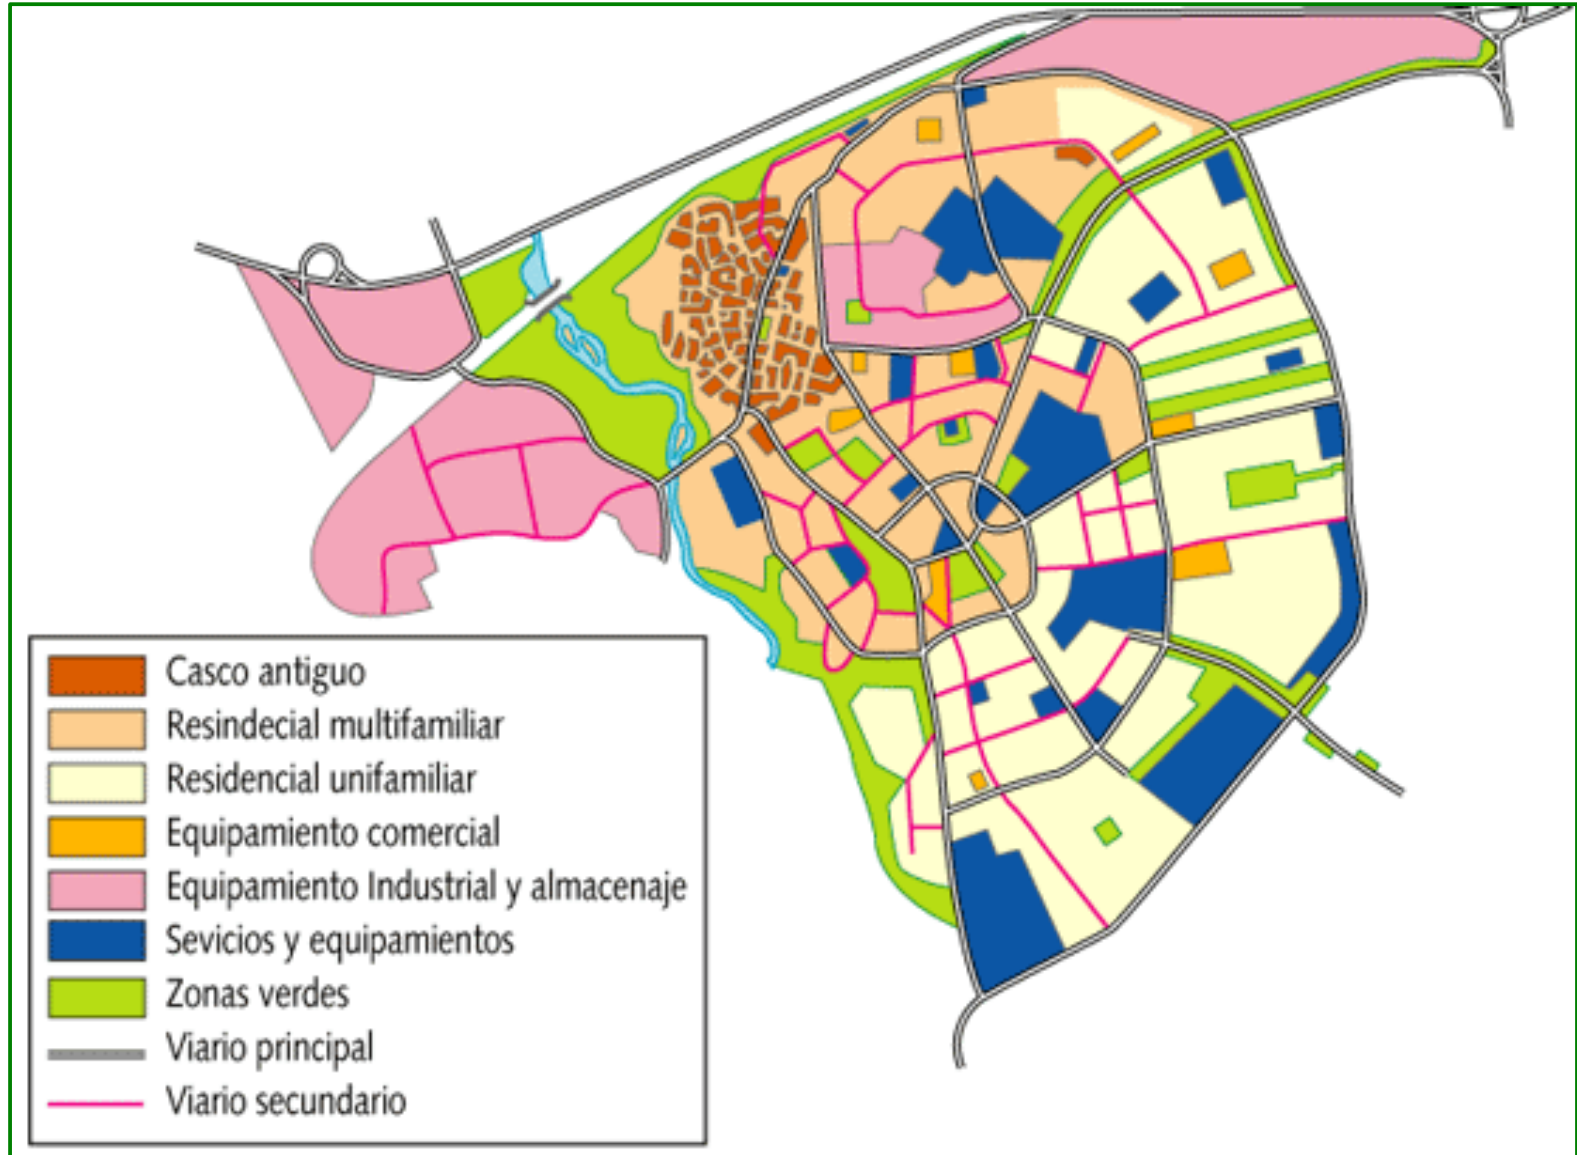 Casco antiguo
Resindecial multifamiliar
Residencial unifamiliar
Equipamiento comercial
Equipamiento Industrial y almacenaje
Sevicios y equipamientos
Zonas verdes
Viario principal
Viario secundario